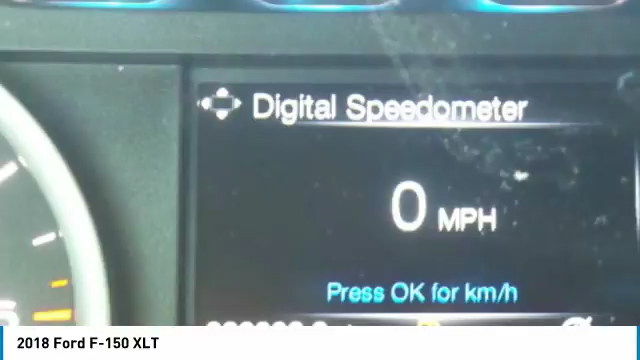 Digital Speedometer
0 MPH
Press OK for km/h
2018 Ford F-150 XLT